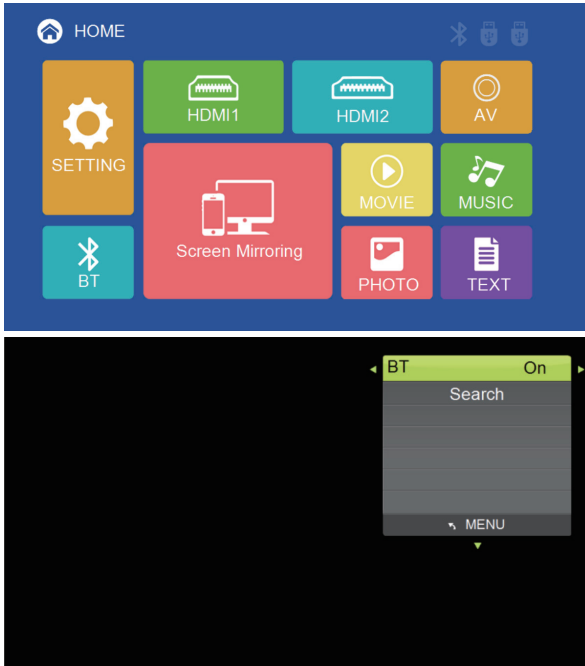 HOME
HDMI1
HDMI2
AV
SETTING
MOVIE
MUSIC
Screen Mirroring
BT
PHOTO
TEXT
BT On
Search
MENU